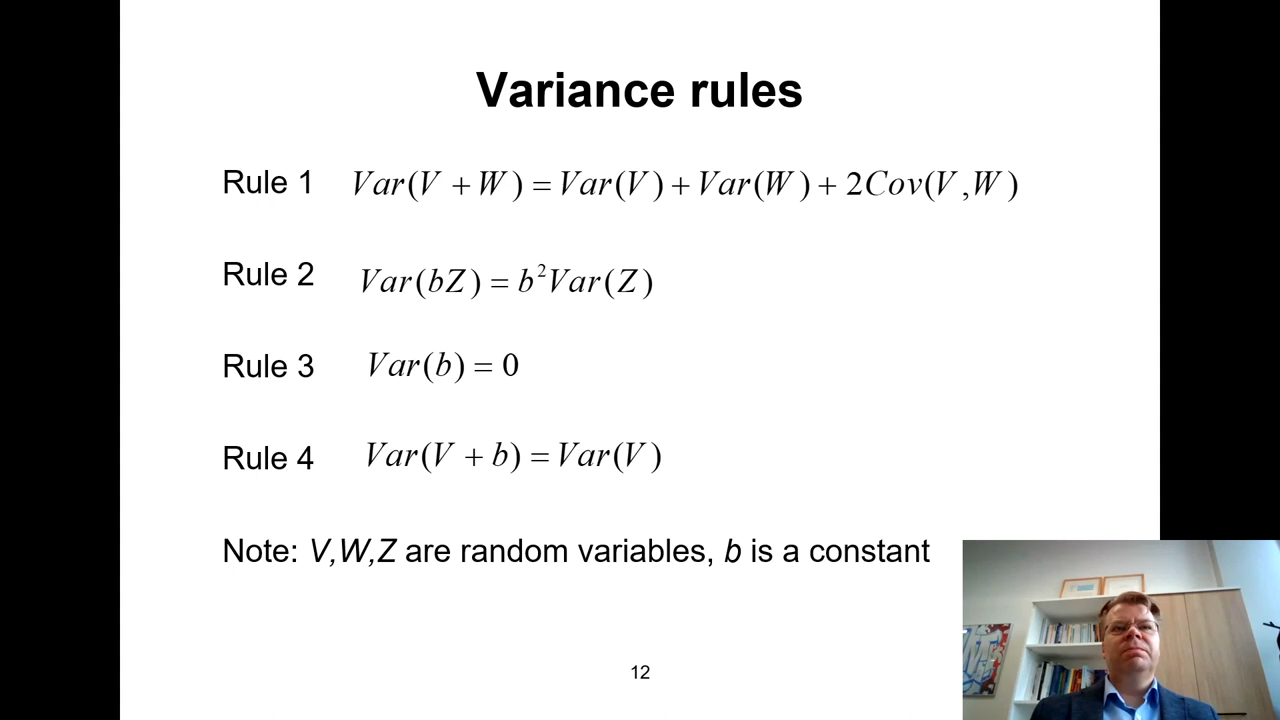 Variance rules
Rule 1 Var(V + W) = Var(V) + Var(W) + 2Cov(V,W)
Rule 2 Var(bZ) = b²Var(Z)
Rule 3 Var(b) = 0
Rule 4 Var(V + b) = Var(V)
Note: V,W,Z are random variables, b is a constant
12